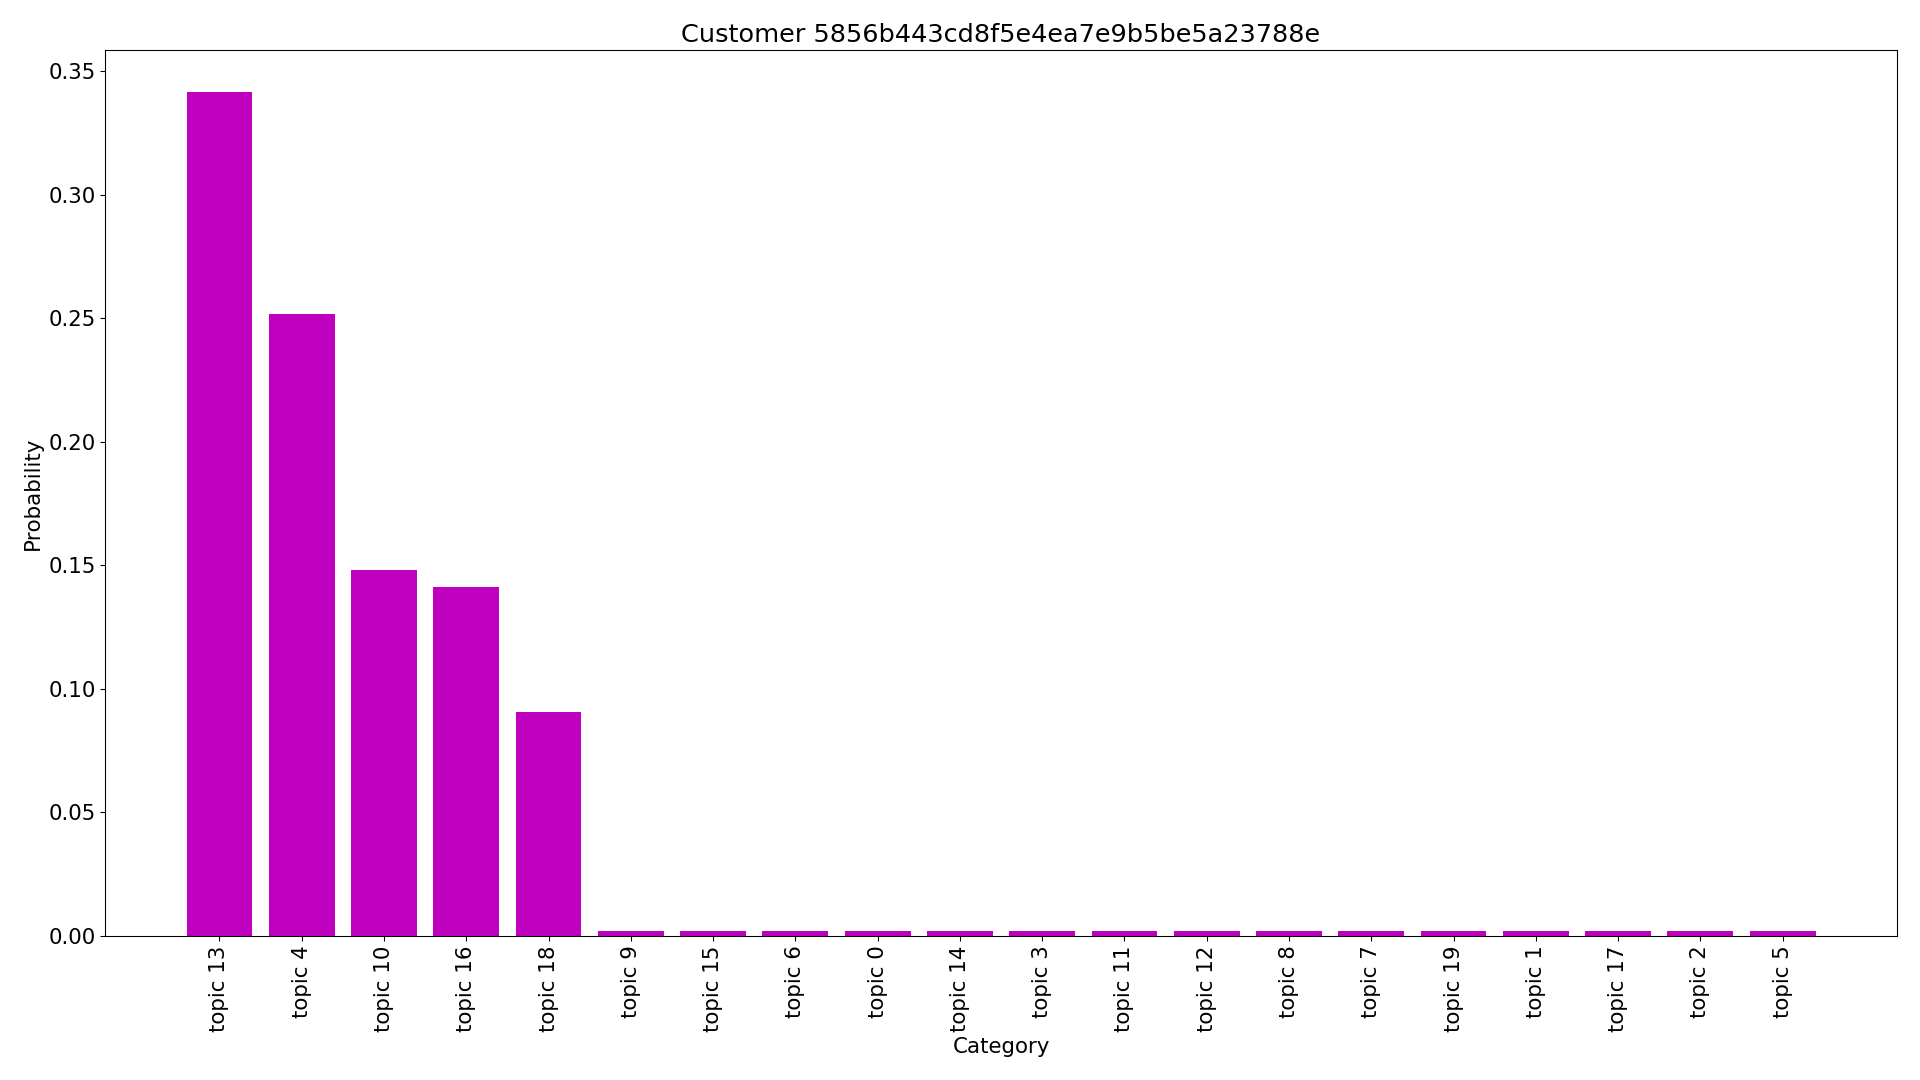 Customer 5856b443cd8f5e4ea7e9b5be5a23788e
Probability
0.35
0.30
0.25
0.20
0.15
0.10
0.05
0.00
topic 13
topic 4
topic 10
topic 16
topic 18
topic 9
topic 15
topic 6
topic 0
topic 14
topic 3
topic 11
topic 12
topic 8
topic 7
topic 19
topic 1
topic 17
topic 2
topic 5
Category